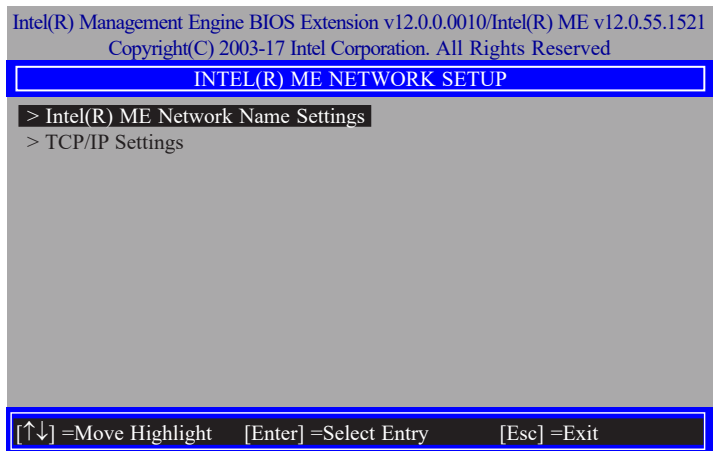 Intel(R) Management Engine BIOS Extension v12.0.0.0010/Intel(R) ME v12.0.55.1521
Copyright(C) 2003-17 Intel Corporation. All Rights Reserved
INTEL(R) ME NETWORK SETUP
> Intel(R) ME Network Name Settings
> TCP/IP Settings
[↑↓] =Move Highlight [Enter] =Select Entry [Esc] =Exit